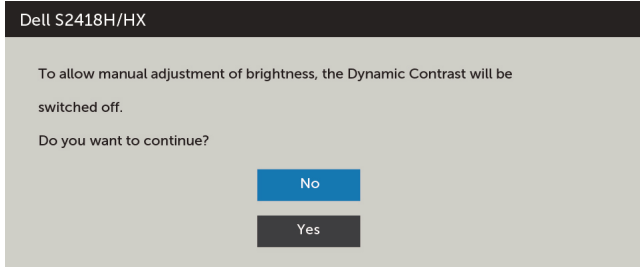 Dell S2418H/HX
To allow manual adjustment of brightness, the Dynamic Contrast will be
switched off.
Do you want to continue?
No
Yes